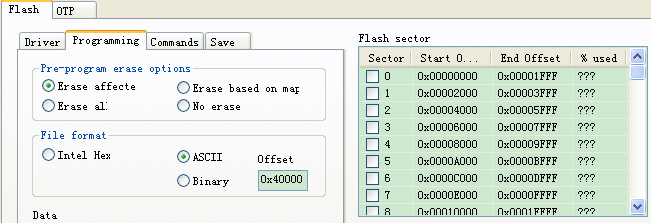 Flash OTP
Driver Programming Commands Save
Pre-program erase options
Erase affecte Erase based on map
Erase all No erase
File format
Intel Hex ASCII Offset
Binary 0x40000
Data
Flash sector
Sector Start O... End Offset % used
0 0x00000000 0x00001FFF ???
1 0x00002000 0x00003FFF ???
2 0x00004000 0x00005FFF ???
3 0x00006000 0x00007FFF ???
4 0x00008000 0x00009FFF ???
5 0x0000A000 0x0000BFFF ???
6 0x0000C000 0x0000DFFF ???
7 0x0000E000 0x0000FFFF ???
8 0x00010000 0x0001FFFF ???